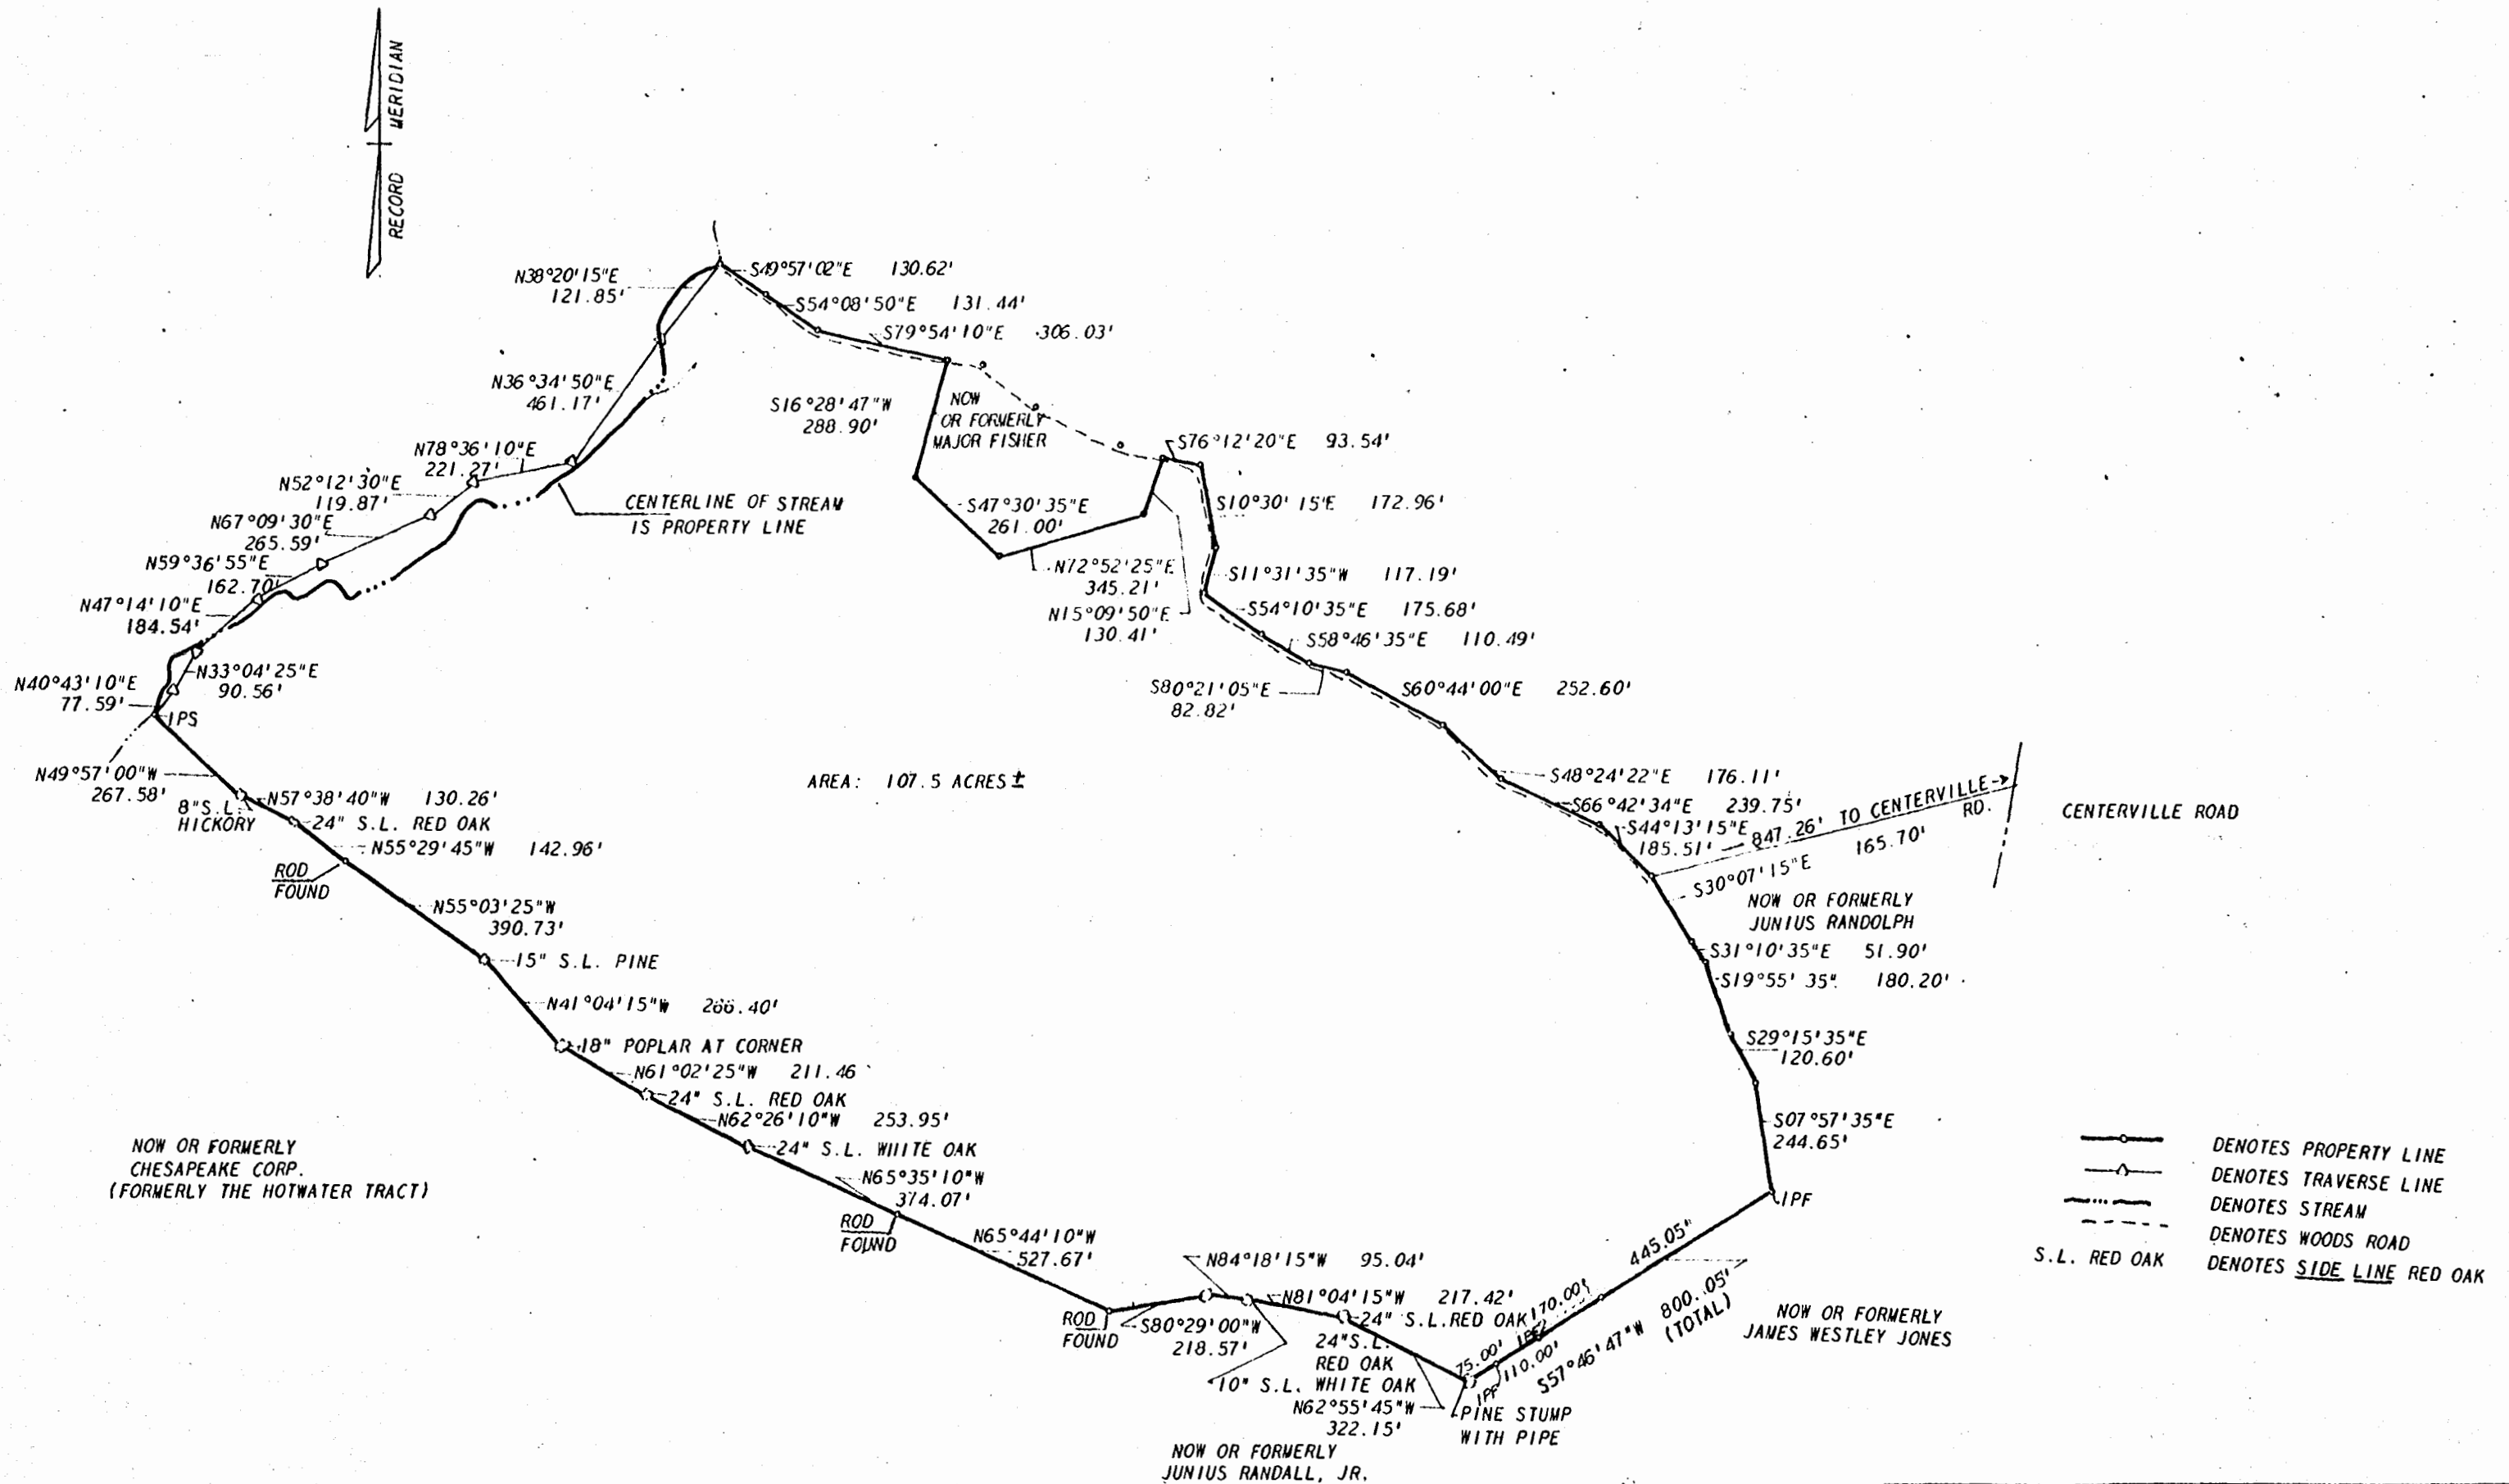 RECORD MERIDIAN
N38°20'15"E
121.85'
S49°57'02"E 130.62'
S54°08'50"E 131.44'
S79°54'10"E 306.03'
N36°34'50"E
461.17'
S16°28'47"W
288.90'
NOW
OR FORMERLY
MAJOR FISHER
S76°12'20"E 93.54'
N78°36'10"E
221.27'
N52°12'30"E
119.87'
N67°09'30"E
265.59'
N59°36'55"E
162.70'
N47°14'10"E
184.54'
CENTERLINE OF STREAM
IS PROPERTY LINE
S47°30'35"E
261.00'
S10°30'15"E 172.96'
N72°52'25"E
345.21'
N15°09'50"E
130.41'
S11°31'35"W 117.19'
S54°10'35"E 175.68'
S58°46'35"E 110.49'
S80°21'05"E
82.82'
S60°44'00"E 252.60'
N33°04'25"E
90.56'
N40°43'10"E
77.59'
IPS
N49°57'00"W
267.58'
8" S.L.
HICKORY
N57°38'40"W 130.26'
24" S.L. RED OAK
N55°29'45"W 142.96'
ROD
FOUND
AREA: 107.5 ACRES±
S48°24'22"E 176.11'
S66°42'34"E 239.75'
S44°13'15"E
185.51'
847.26' TO CENTERVILLE
RD.
CENTERVILLE ROAD
S30°07'15"E 165.70'
NOW OR FORMERLY
JUNIUS RANDOLPH
S31°10'35"E 51.90'
S19°55'35" 180.20'
N55°03'25"W
390.73'
15" S.L. PINE
N41°04'15"W 266.40'
18" POPLAR AT CORNER
N61°02'25"W 211.46'
24" S.L. RED OAK
N62°26'10"W 253.95'
24" S.L. WHITE OAK
N65°35'10"W
374.07'
ROD
FOUND
N65°44'10"W
527.67'
S29°15'35"E
120.60'
S07°57'35"E
244.65'
IPF
NOW OR FORMERLY
CHESAPEAKE CORP.
(FORMERLY THE HOTWATER TRACT)
N84°18'15"W 95.04'
N81°04'15"W 217.42'
24" S.L. RED OAK
ROD
FOUND
S80°29'00"W
218.57'
24" S.L.
RED OAK
10" S.L. WHITE OAK
N62°55'45"W
322.15'
445.05"
170.00'
IPF
75.00'
110.00'
IPF
S57°46'47"W 800.05'
(TOTAL)
PINE STUMP
WITH PIPE
NOW OR FORMERLY
JAMES WESTLEY JONES
NOW OR FORMERLY
JUNIUS RANDALL, JR.
DENOTES PROPERTY LINE
DENOTES TRAVERSE LINE
DENOTES STREAM
DENOTES WOODS ROAD
S.L. RED OAK DENOTES SIDE LINE RED OAK